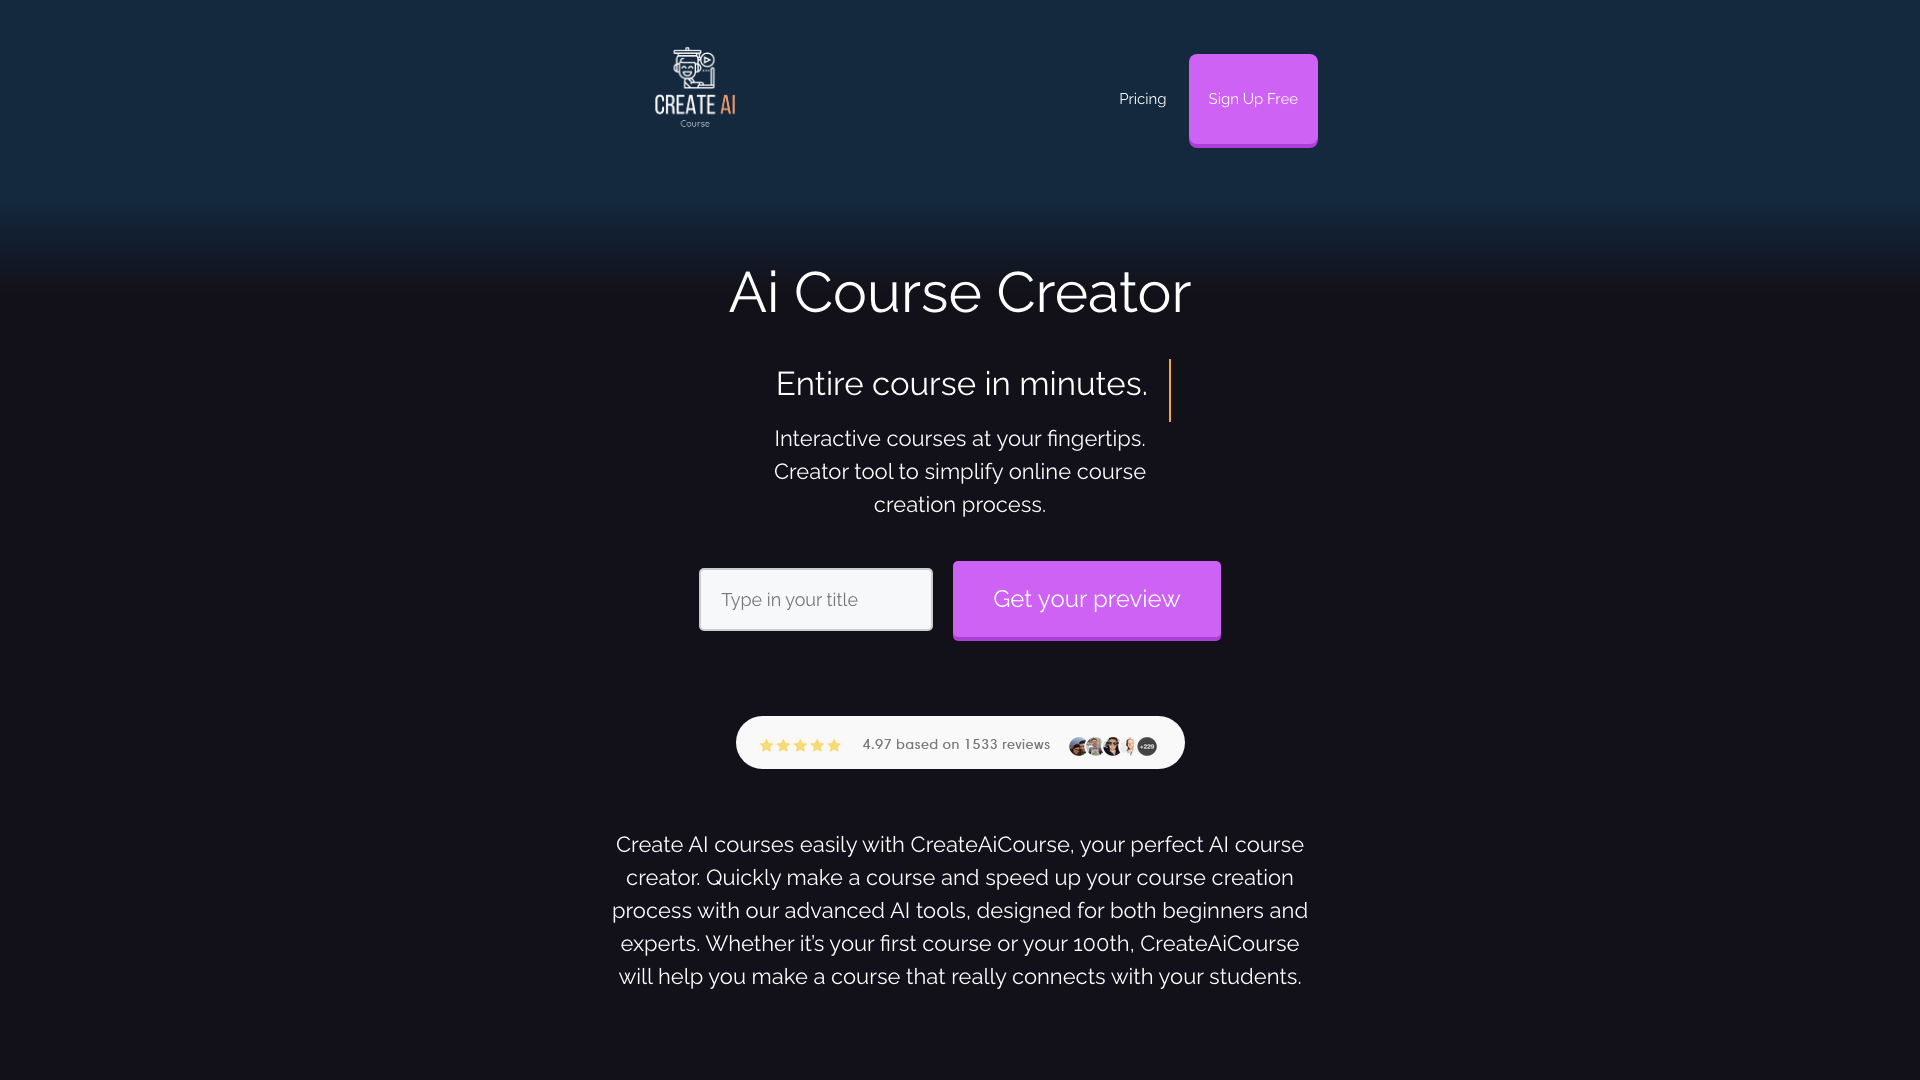 CREATE AI
Course
Pricing
Sign Up Free
Ai Course Creator
Entire course in minutes.
Interactive courses at your fingertips.
Creator tool to simplify online course
creation process.
Type in your title
Get your preview
4.97 based on 1533 reviews
+229
Create AI courses easily with CreateAiCourse, your perfect AI course
creator. Quickly make a course and speed up your course creation
process with our advanced AI tools, designed for both beginners and
experts. Whether it’s your first course or your 100th, CreateAiCourse
will help you make a course that really connects with your students.